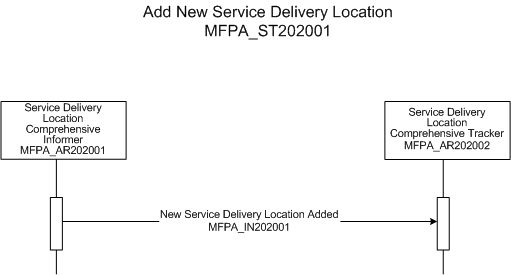 Add New Service Delivery Location
MFPA_ST202001
Service Delivery
Location
Comprehensive
Informer
MFPA_AR202001
Service Delivery
Location
Comprehensive Tracker
MFPA_AR202002
New Service Delivery Location Added
MFPA_IN202001